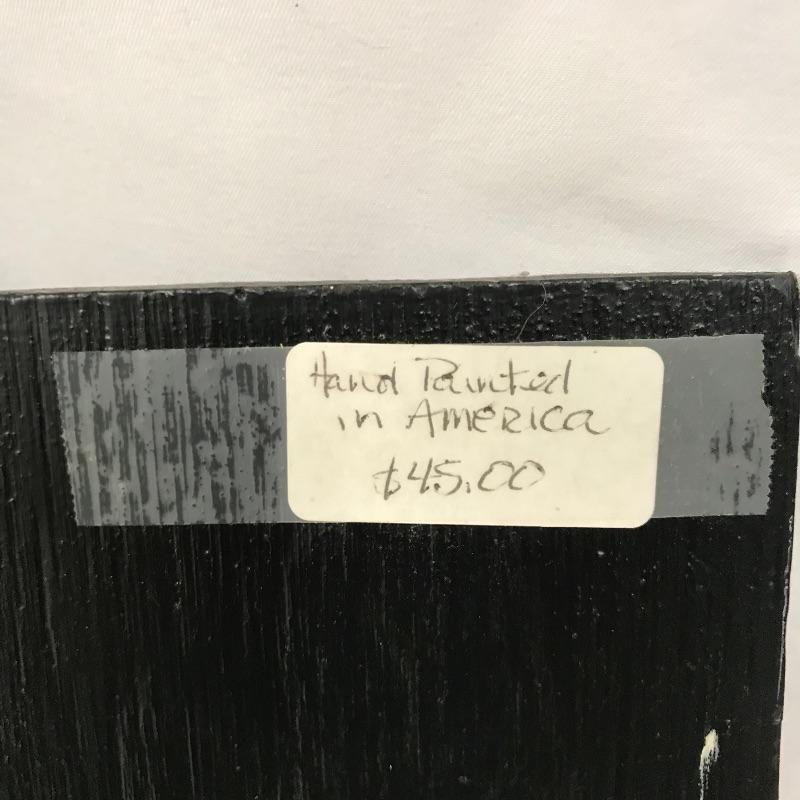 Hand Painted
in AMERICA
$45.00